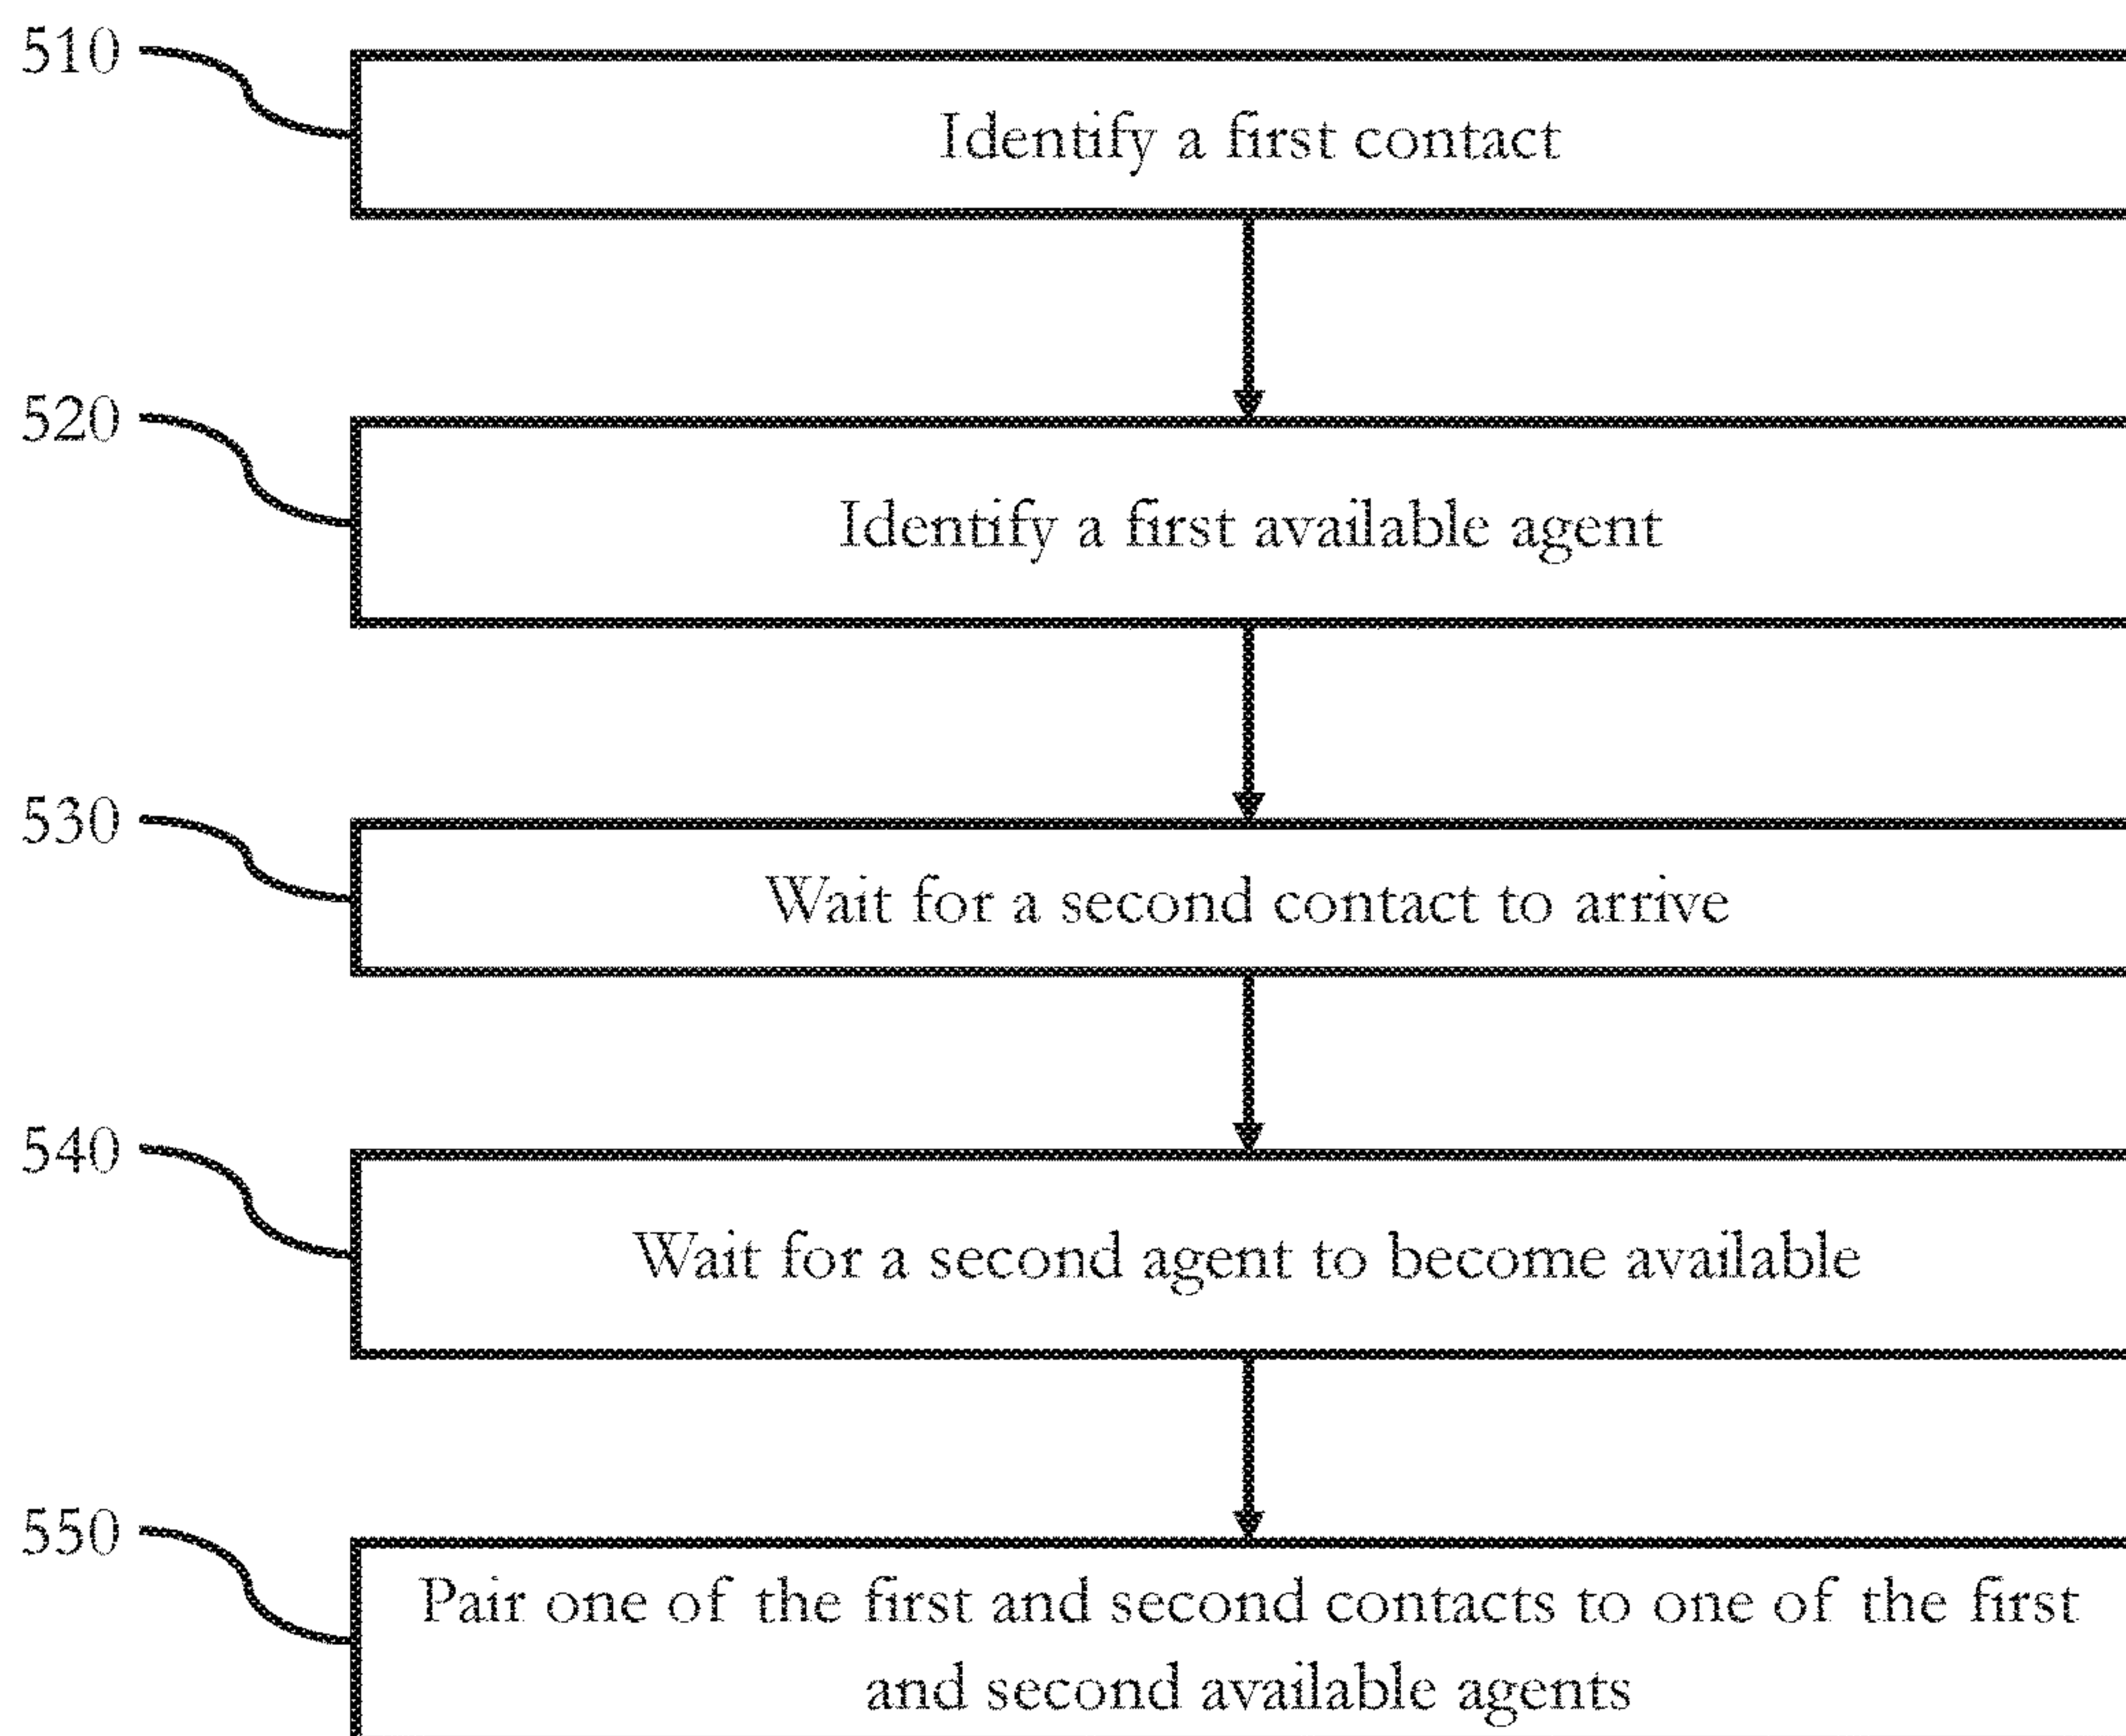 510
Identify a first contact
520
Identify a first available agent
530
Wait for a second contact to arrive
540
Wait for a second agent to become available
550
Pair one of the first and second contacts to one of the first
and second available agents